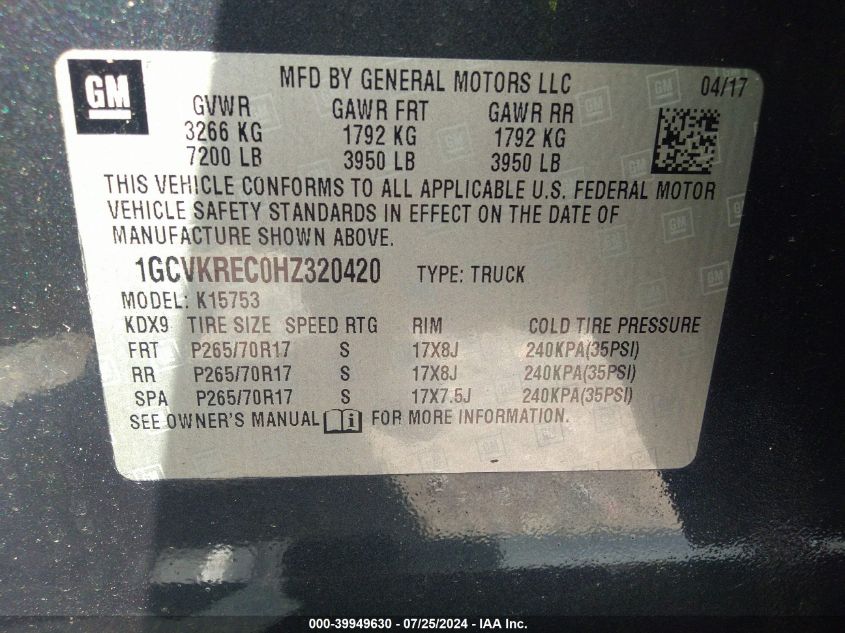 GM
MFD BY GENERAL MOTORS LLC 04/17
GVWR GAWR FRT GAWR RR
3266 KG 1792 KG 1792 KG
7200 LB 3950 LB 3950 LB
THIS VEHICLE CONFORMS TO ALL APPLICABLE U.S. FEDERAL MOTOR
VEHICLE SAFETY STANDARDS IN EFFECT ON THE DATE OF
MANUFACTURE SHOWN ABOVE.
1GCVKREC0HZ320420 TYPE: TRUCK
MODEL: K15753
KDX9 TIRE SIZE SPEED RTG RIM COLD TIRE PRESSURE
FRT P265/70R17 S 17X8J 240KPA(35PSI)
RR P265/70R17 S 17X8J 240KPA(35PSI)
SPA P265/70R17 S 17X7.5J 240KPA(35PSI)
SEE OWNER'S MANUAL i FOR MORE INFORMATION.
000-39949630 - 07/25/2024 - IAA Inc.